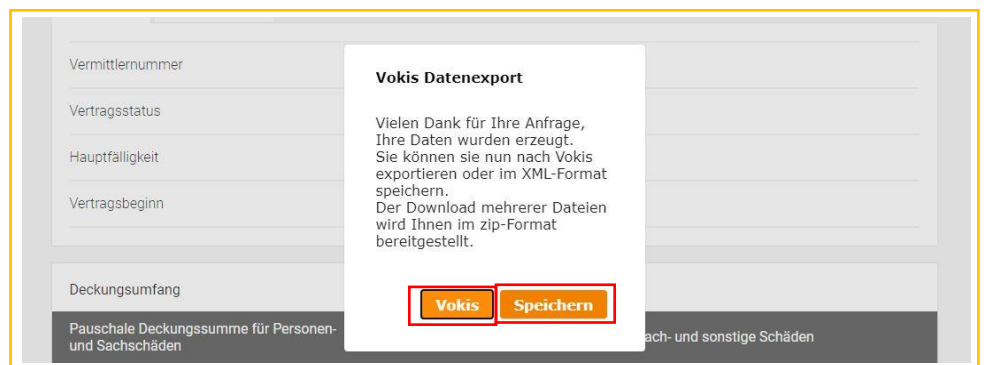 Vermittlernummer
Vertragsstatus
Hauptfälligkeit
Vertragsbeginn
Vokis Datenexport
Vielen Dank für Ihre Anfrage,
Ihre Daten wurden erzeugt.
Sie können sie nun nach Vokis
exportieren oder im XML-Format
speichern.
Der Download mehrerer Dateien
wird Ihnen im zip-Format
bereitgestellt.
Vokis Speichern
Deckungsumfang
Pauschale Deckungssumme für Personen-
und Sachschäden
ach- und sonstige Schäden